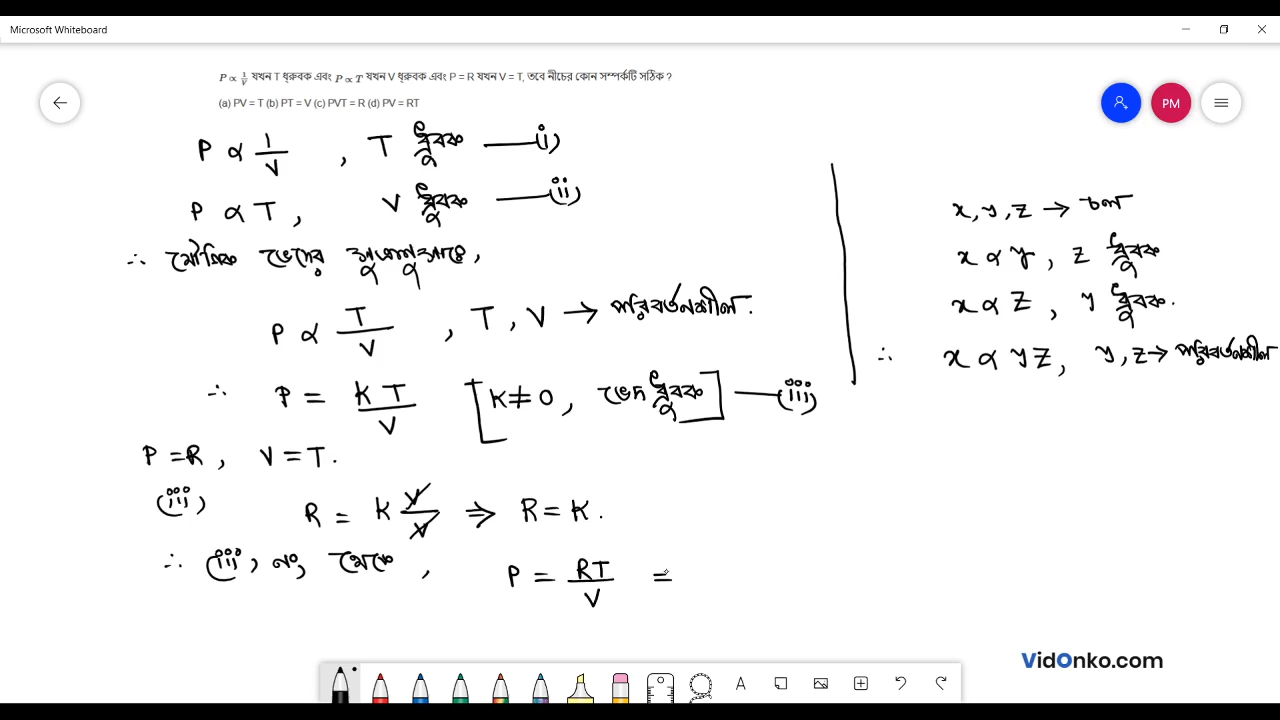 Microsoft Whiteboard
P ∝ 1/V যখন T ধ্রুবক এবং P ∝ T যখন V ধ্রুবক এবং P = R যখন V = T, তবে নীচের কোন সম্পর্কটি সঠিক ?
(a) PV = T (b) PT = V (c) PVT = R (d) PV = RT
PM
P ∝ 1/V , T ধ্রুবক —— (i)
P ∝ T, V ধ্রুবক —— (ii)
∴ যৌগিক ভেদের সূত্রানুসারে,
P ∝ T/V , T, V → পরিবর্তনশীল.
∴ P = KT/V [K≠0, ভেদ ধ্রুবক] —— (iii)
P = R, V = T.
(iii) R = K V/V ⇒ R = K.
∴ (iii) নং থেকে, P = RT/V =
x, y, z → চল
x ∝ y, z ধ্রুবক
x ∝ z, y ধ্রুবক.
∴ x ∝ yz, y, z → পরিবর্তনশীল
VidOnko.com
A